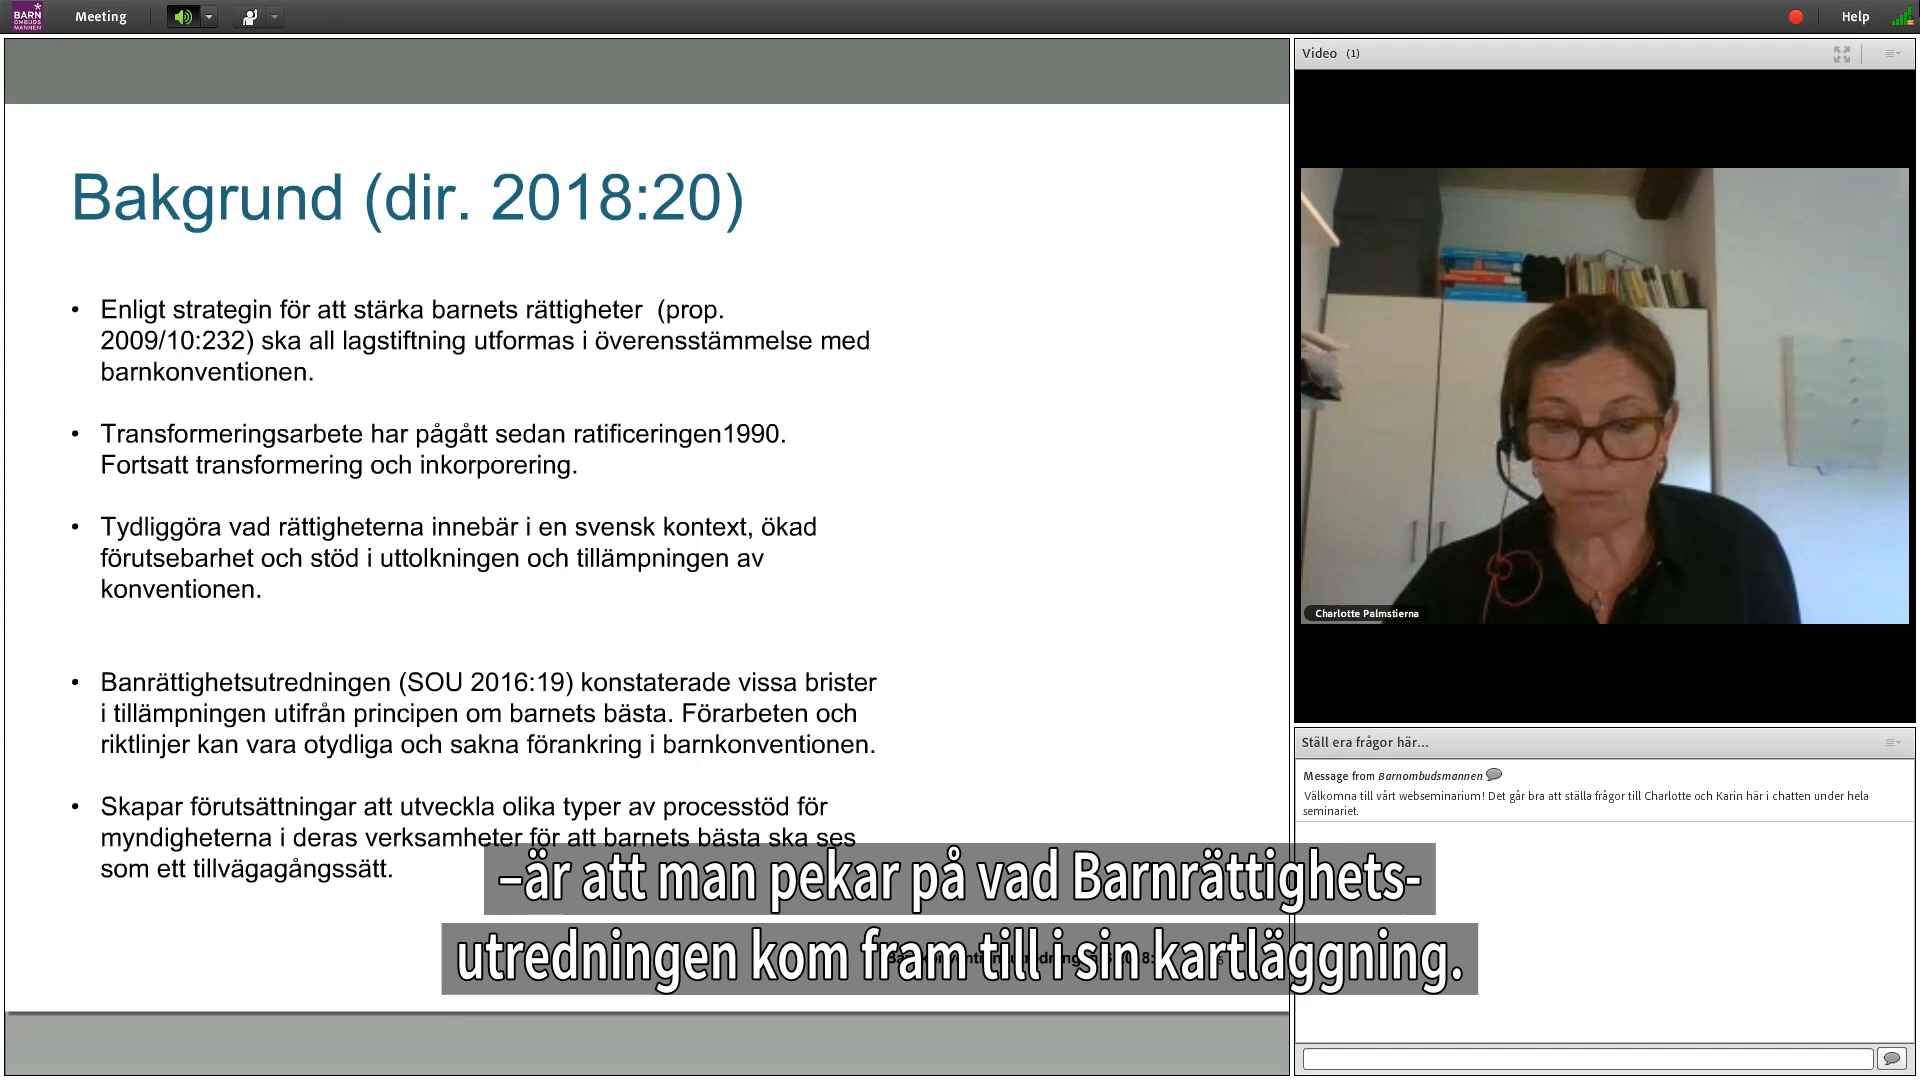 BARN
OMBUDS
MANNEN
Meeting
Help
Bakgrund (dir. 2018:20)
• Enligt strategin för att stärka barnets rättigheter (prop.
2009/10:232) ska all lagstiftning utformas i överensstämmelse med
barnkonventionen.
• Transformeringsarbete har pågått sedan ratificeringen1990.
Fortsatt transformering och inkorporering.
• Tydliggöra vad rättigheterna innebär i en svensk kontext, ökad
förutsebarhet och stöd i uttolkningen och tillämpningen av
konventionen.
• Banrättighetsutredningen (SOU 2016:19) konstaterade vissa brister
i tillämpningen utifrån principen om barnets bästa. Förarbeten och
riktlinjer kan vara otydliga och sakna förankring i barnkonventionen.
• Skapar förutsättningar att utveckla olika typer av processtöd för
myndigheterna i deras verksamheter för att barnets bästa ska ses
som ett tillvägagångssätt.
–är att man pekar på vad Barnrättighets-
utredningen kom fram till i sin kartläggning.
Video (1)
Charlotte Palmstierna
Ställ era frågor här...
Message from Barnombudsmannen
Välkomna till vårt webseminarium! Det går bra att ställa frågor till Charlotte och Karin här i chatten under hela
seminariet.